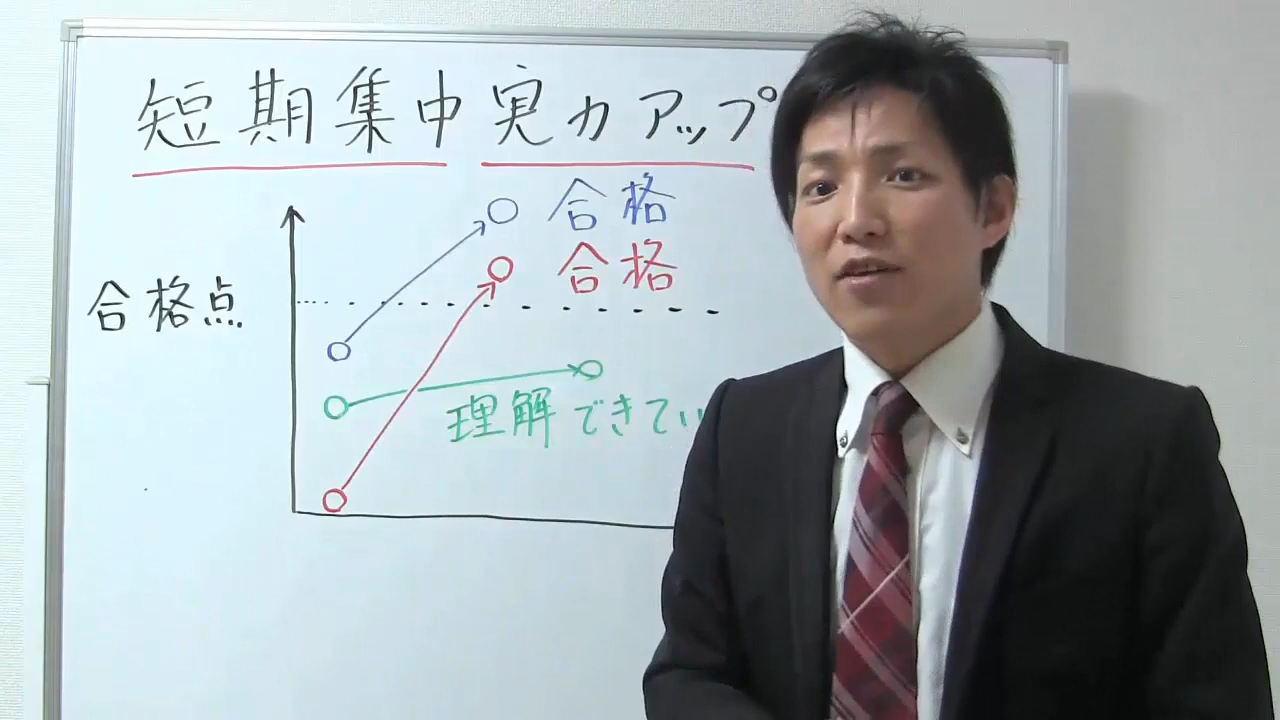 短期集中実力アップ
合格
合格
合格点
理解できてい